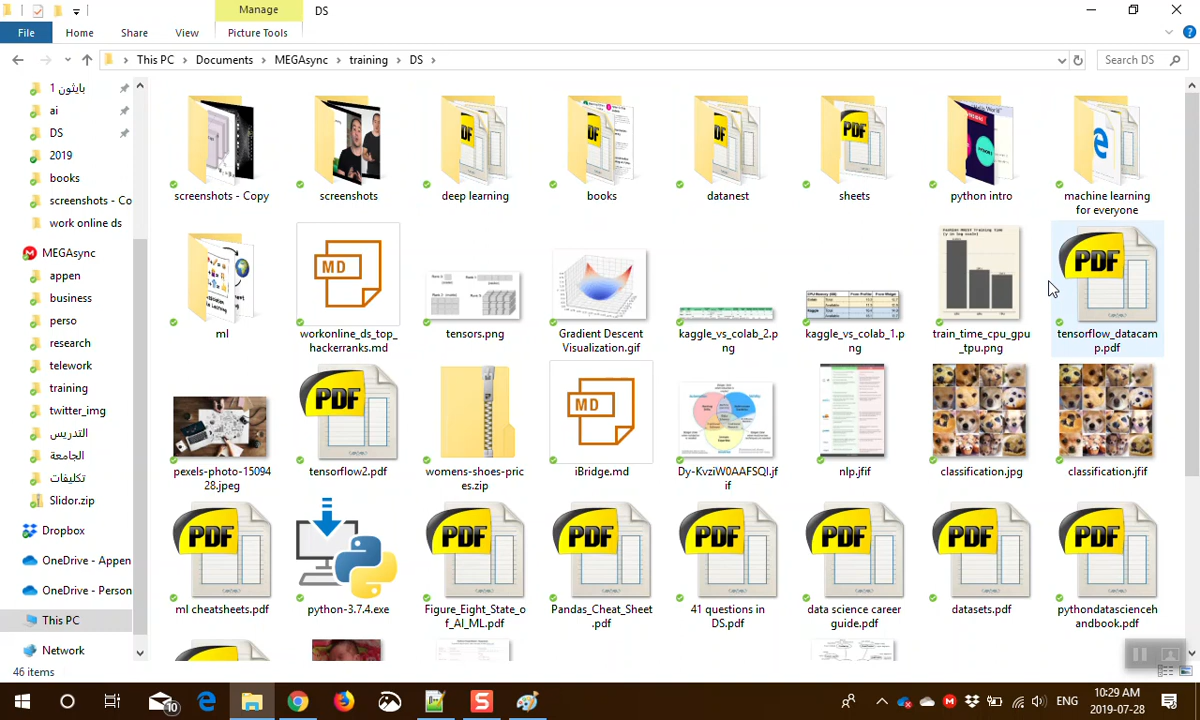 Manage
DS
File
Home
Share
View
Picture Tools
This PC
Documents
MEGAsync
training
DS
Search DS
بايثون 1
ai
DS
2019
books
screenshots - Co
work online ds
MEGAsync
appen
business
perso
research
telework
training
twitter_img
التدريس
الجامعة
تكليفات
Slidor.zip
Dropbox
OneDrive - Appen
OneDrive - Person
This PC
Network
screenshots - Copy
screenshots
deep learning
books
datanest
sheets
python intro
machine learning
for everyone
ml
workonline_ds_top_
hackerranks.md
tensors.png
Gradient Descent
Visualization.gif
kaggle_vs_colab_2.p
ng
kaggle_vs_colab_1.p
ng
train_time_cpu_gpu
_tpu.png
tensorflow_datacam
p.pdf
pexels-photo-15094
28.jpeg
tensorflow2.pdf
womens-shoes-pric
es.zip
iBridge.md
Dy-KvziW0AAFSQI.jf
if
nlp.jfif
classification.jpg
classification.jfif
ml cheatsheets.pdf
python-3.7.4.exe
Figure_Eight_State_o
f_AI_ML.pdf
Pandas_Cheat_Sheet
.pdf
41 questions in
DS.pdf
data science career
guide.pdf
datasets.pdf
pythondatascienceh
andbook.pdf
46 items
10
ENG
10:29 AM
2019-07-28